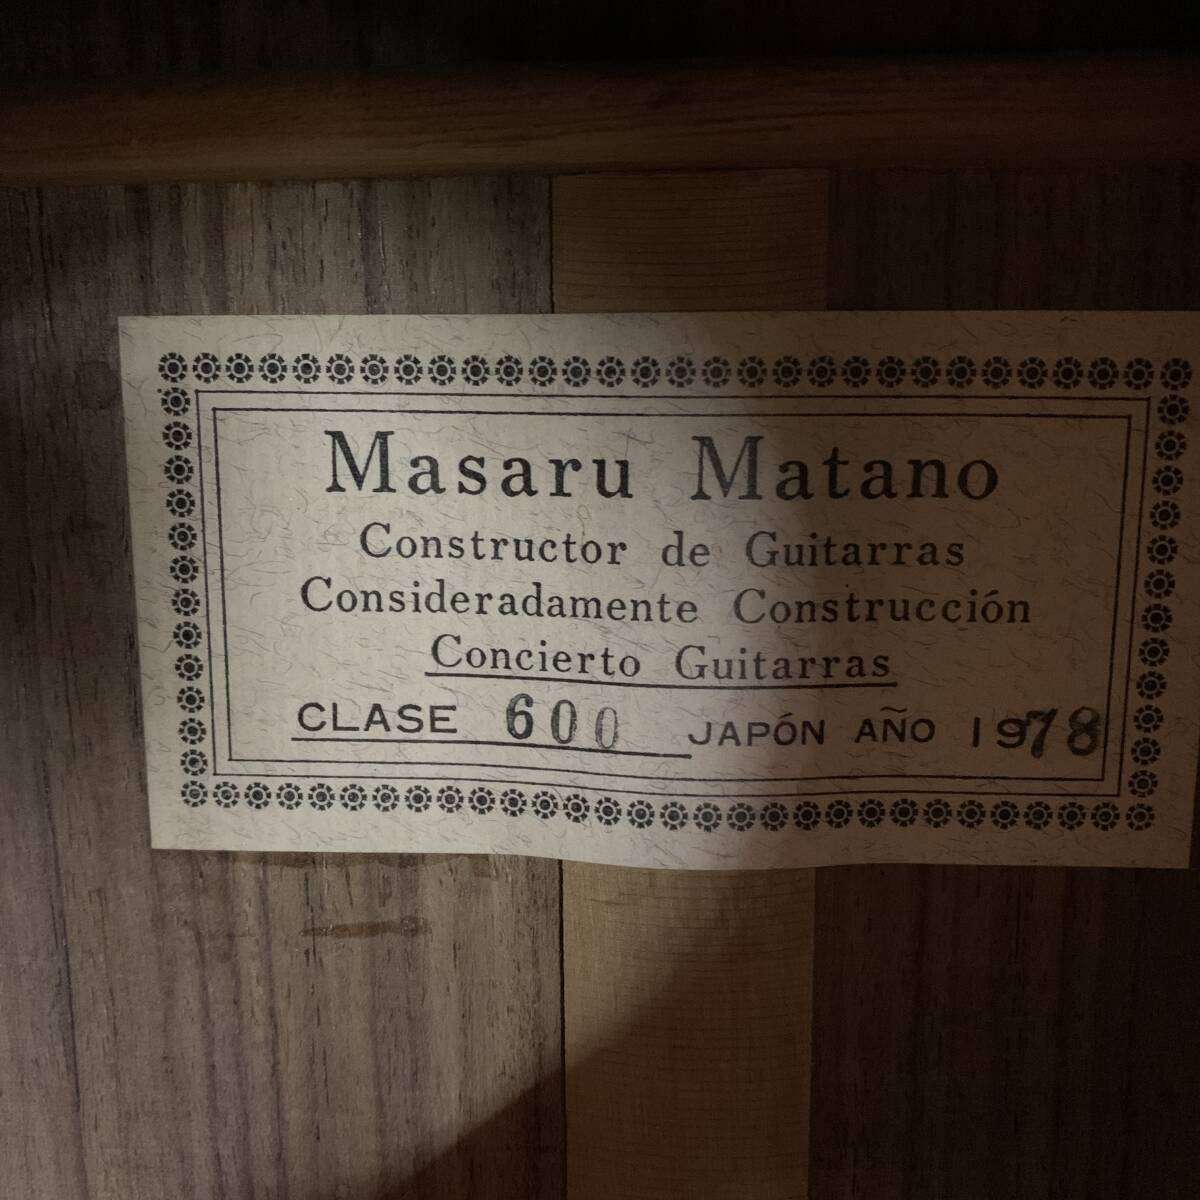 Masaru Matano
Constructor de Guitarras
Consideradamente Construcción
Concierto Guitarras
CLASE 600 JAPÓN AÑO 1978